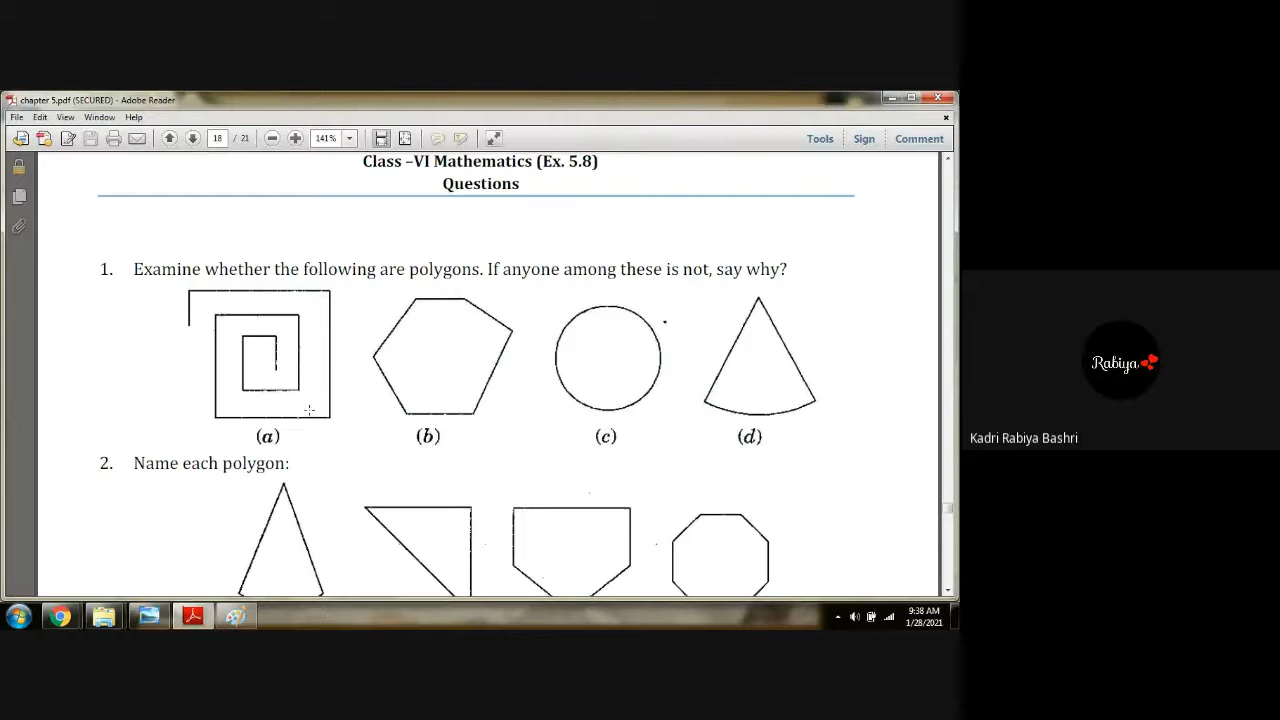 chapter 5.pdf (SECURED) - Adobe Reader
File Edit View Window Help
18 / 21 141% Tools Sign Comment
Class –VI Mathematics (Ex. 5.8)
Questions
1. Examine whether the following are polygons. If anyone among these is not, say why?
(a) (b) (c) (d)
2. Name each polygon:
Rabiya
Kadri Rabiya Bashri
9:38 AM
1/28/2021